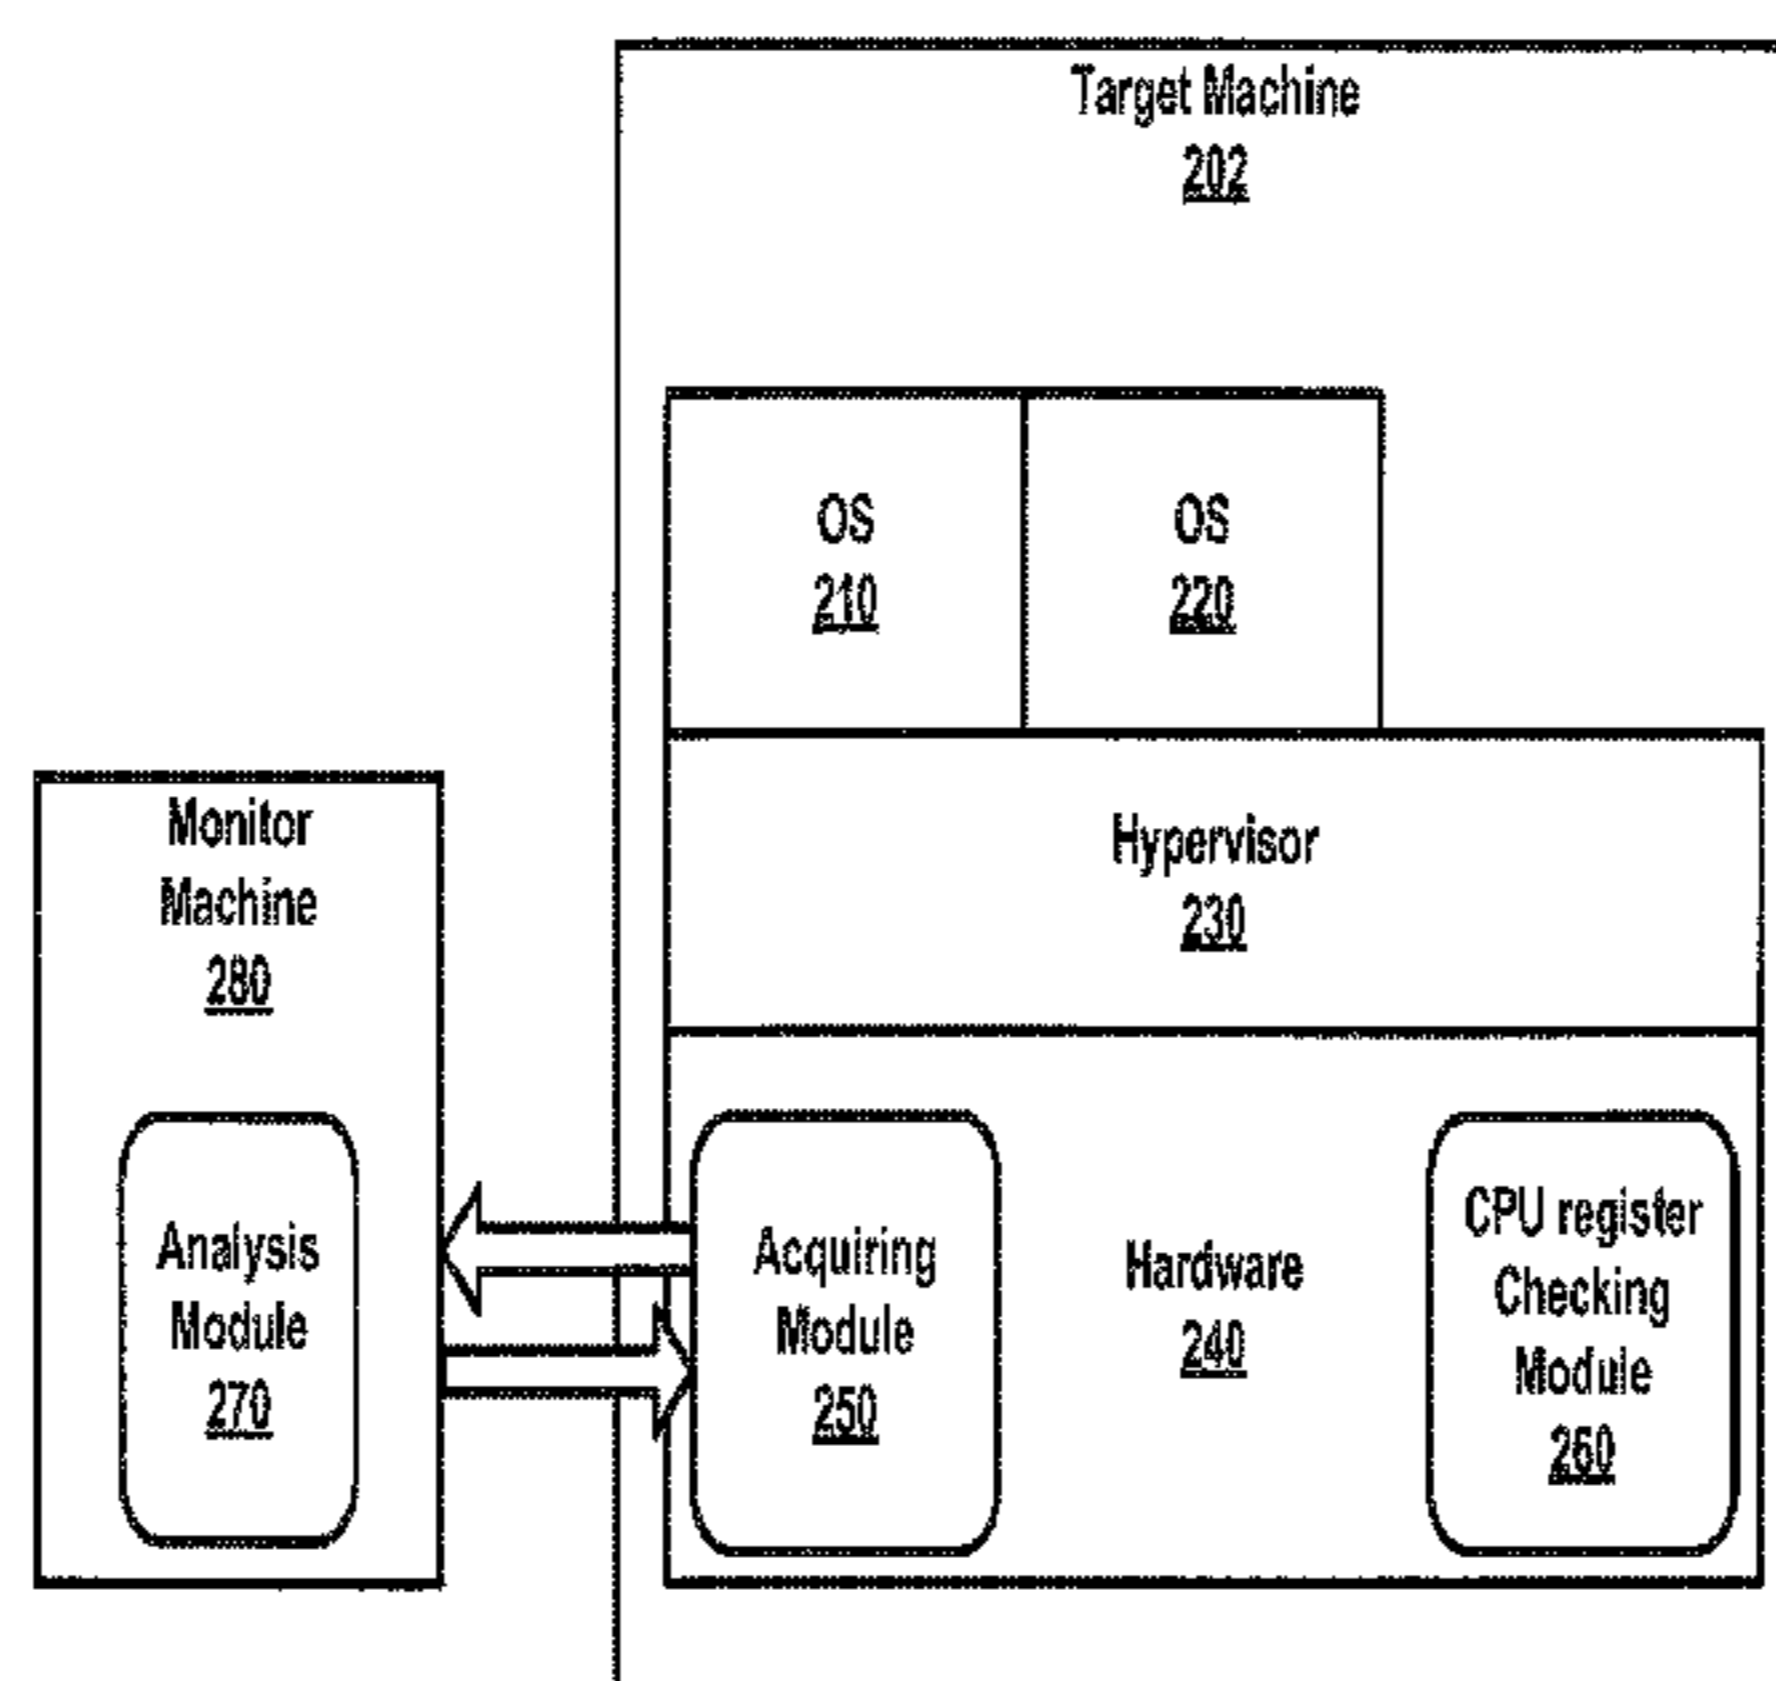 Target Machine
202
OS
210
OS
220
Hypervisor
230
Monitor
Machine
280
Analysis
Module
270
Acquiring
Module
250
Hardware
240
CPU register
Checking
Module
260